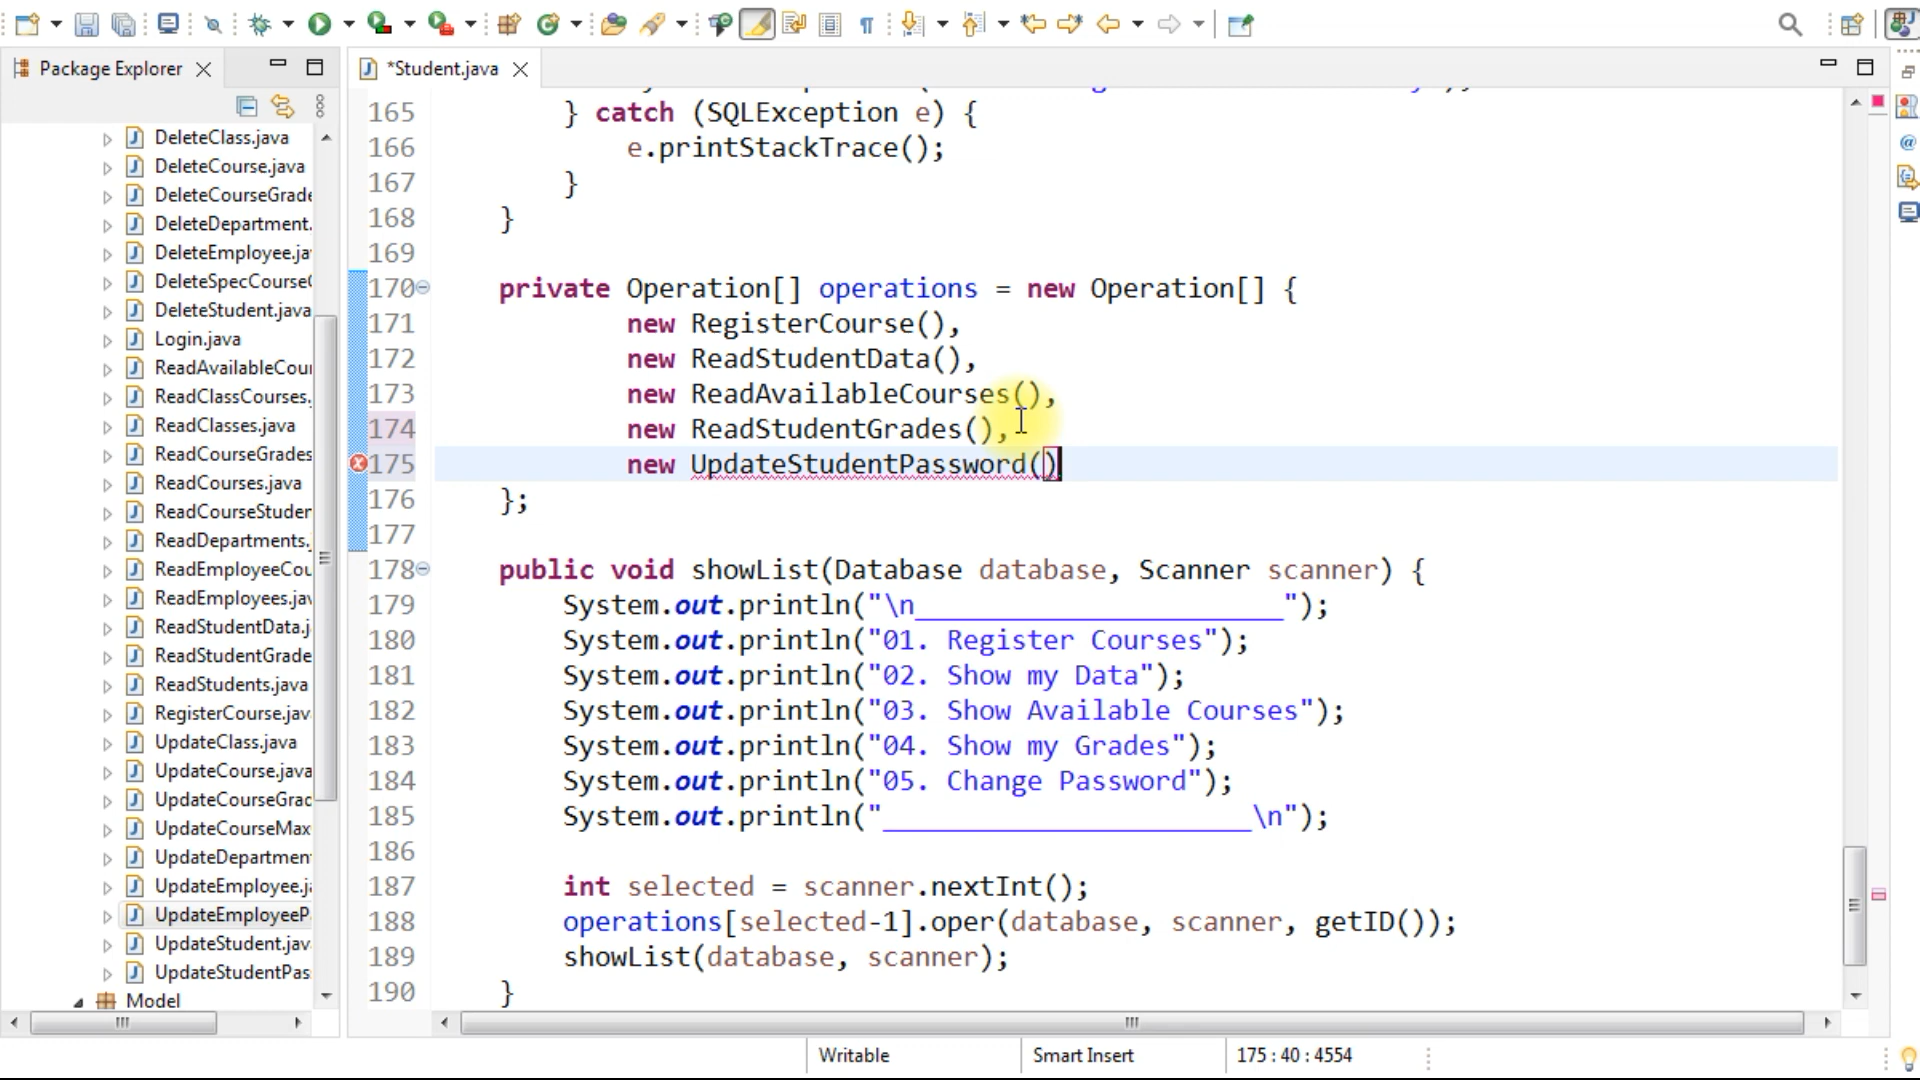 Package Explorer
*Student.java
DeleteClass.java
DeleteCourse.java
DeleteCourseGrade
DeleteDepartment.
DeleteEmployee.ja
DeleteSpecCourse
DeleteStudent.java
Login.java
ReadAvailableCour
ReadClassCourses.
ReadClasses.java
ReadCourseGrades
ReadCourses.java
ReadCourseStuden
ReadDepartments.
ReadEmployeeCou
ReadEmployees.jav
ReadStudentData.j
ReadStudentGrade
ReadStudents.java
RegisterCourse.jav
UpdateClass.java
UpdateCourse.java
UpdateCourseGrad
UpdateCourseMax
UpdateDepartment
UpdateEmployee.ja
UpdateEmployeeP
UpdateStudent.jav
UpdateStudentPas
Model
165 } catch (SQLException e) {
166 e.printStackTrace();
167 }
168 }
169
170 private Operation[] operations = new Operation[] {
171 new RegisterCourse(),
172 new ReadStudentData(),
173 new ReadAvailableCourses(),
174 new ReadStudentGrades(),
175 new UpdateStudentPassword()
176 };
177
178 public void showList(Database database, Scanner scanner) {
179 System.out.println("\n_______________________");
180 System.out.println("01. Register Courses");
181 System.out.println("02. Show my Data");
182 System.out.println("03. Show Available Courses");
183 System.out.println("04. Show my Grades");
184 System.out.println("05. Change Password");
185 System.out.println("_______________________\n");
186
187 int selected = scanner.nextInt();
188 operations[selected-1].oper(database, scanner, getID());
189 showList(database, scanner);
190 }
Writable
Smart Insert
175 : 40 : 4554